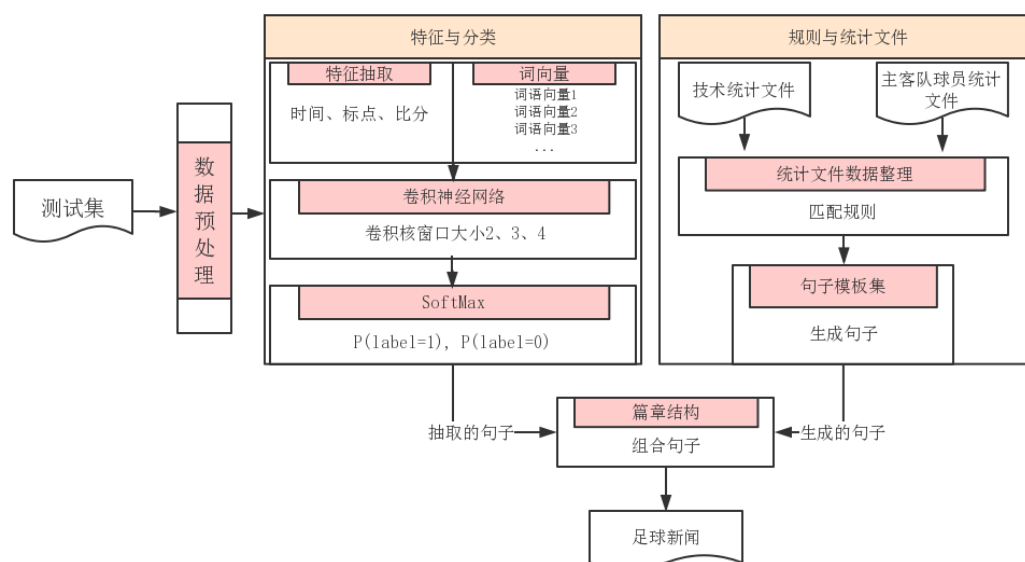 测试集
数据预处理
特征与分类
特征抽取
时间、标点、比分
词向量
词语向量1
词语向量2
词语向量3
...
卷积神经网络
卷积核窗口大小2、3、4
SoftMax
P(label=1), P(label=0)
规则与统计文件
技术统计文件
主客队球员统计
文件
统计文件数据整理
匹配规则
句子模板集
生成句子
抽取的句子
篇章结构
组合句子
生成的句子
足球新闻